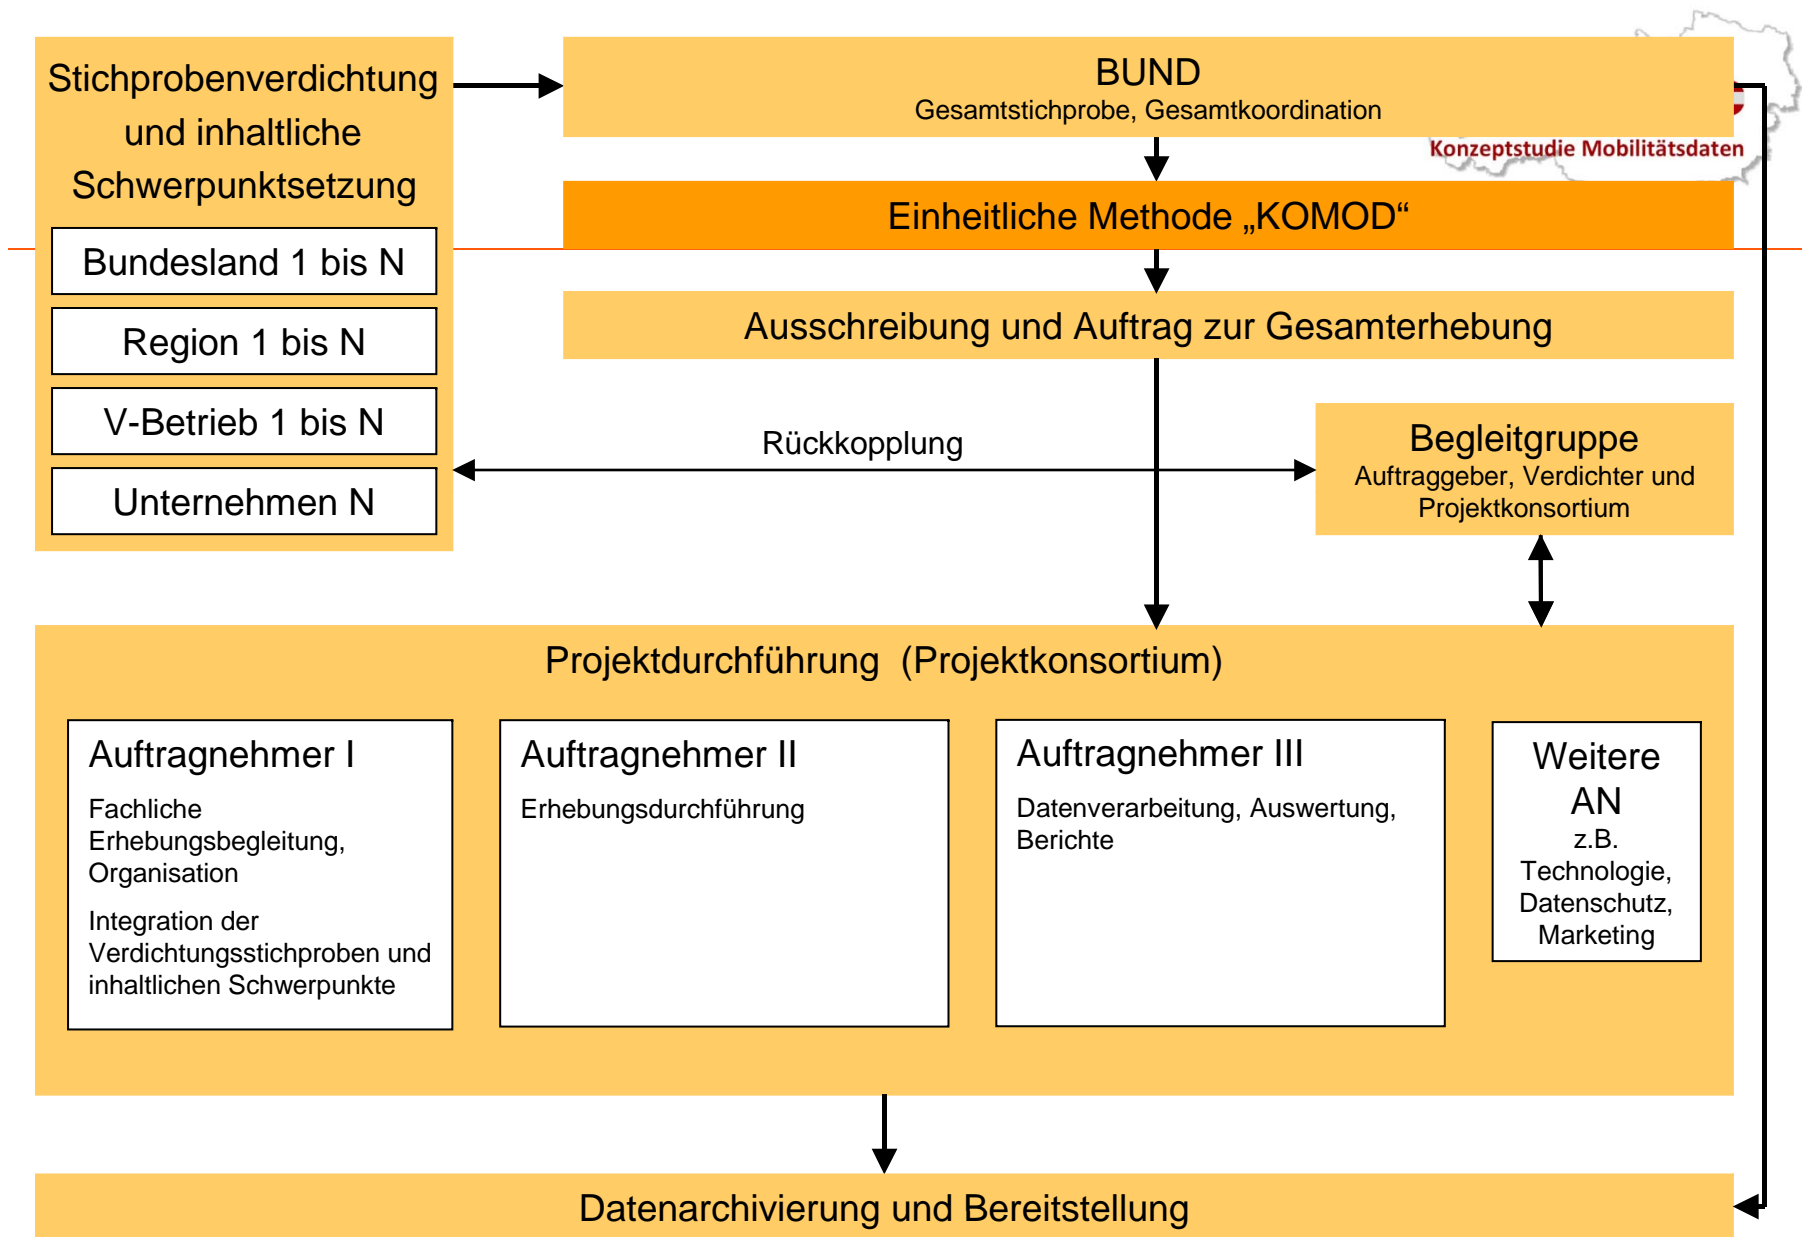 Stichprobenverdichtung
und inhaltliche
Schwerpunktsetzung
Bundesland 1 bis N
Region 1 bis N
V-Betrieb 1 bis N
Unternehmen N
BUND
Gesamtstichprobe, Gesamtkoordination
Konzeptstudie Mobilitätsdaten
Einheitliche Methode „KOMOD“
Ausschreibung und Auftrag zur Gesamterhebung
Rückkopplung
Begleitgruppe
Auftraggeber, Verdichter und
Projektkonsortium
Projektdurchführung (Projektkonsortium)
Auftragnehmer I
Fachliche
Erhebungsbegleitung,
Organisation
Integration der
Verdichtungsstichproben und
inhaltlichen Schwerpunkte
Auftragnehmer II
Erhebungsdurchführung
Auftragnehmer III
Datenverarbeitung, Auswertung,
Berichte
Weitere
AN
z.B.
Technologie,
Datenschutz,
Marketing
Datenarchivierung und Bereitstellung